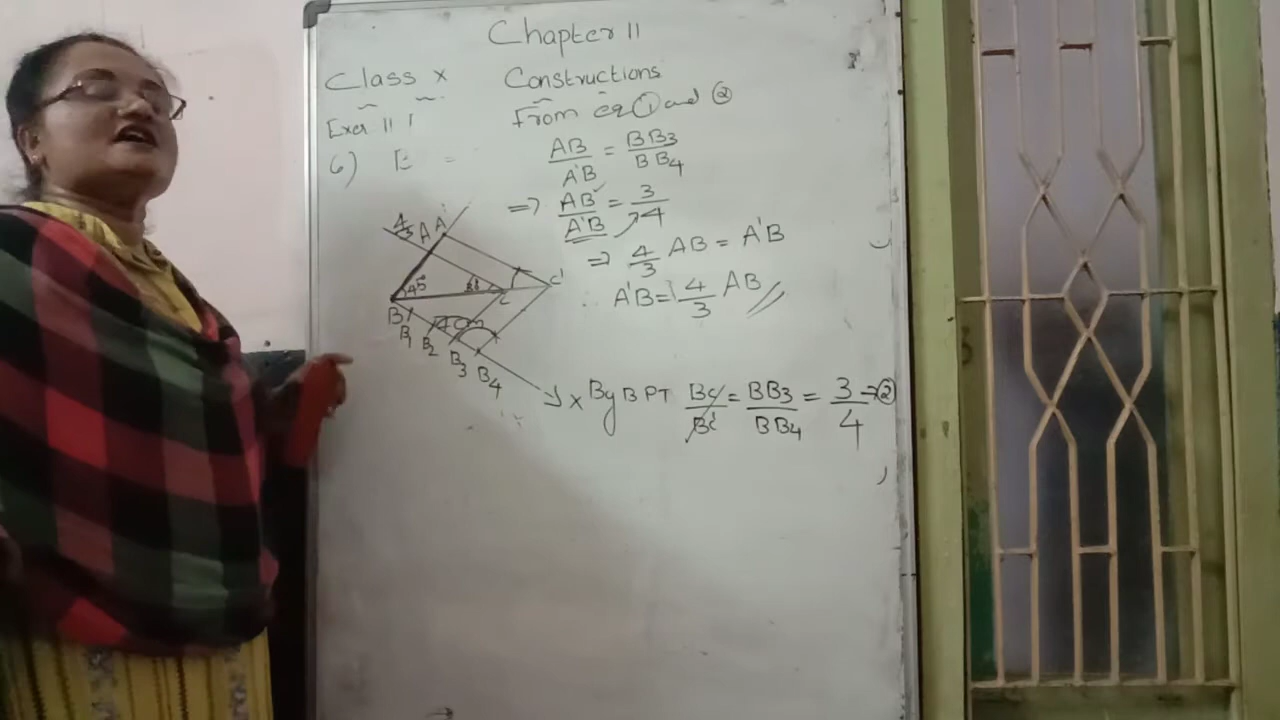 Chapter 11
Class X Constructions
Exer 11 1
From eq ① and ②
6)
AB/A'B = BB3/BB4
=> AB/A'B = 3/4
=> 4/3 AB = A'B
A'B = 4/3 AB
A A'
45°
C C'
B
B1 B2 4cm
B3 B4
X By BPT BC/BC' = BB3/BB4 = 3/4 → ②